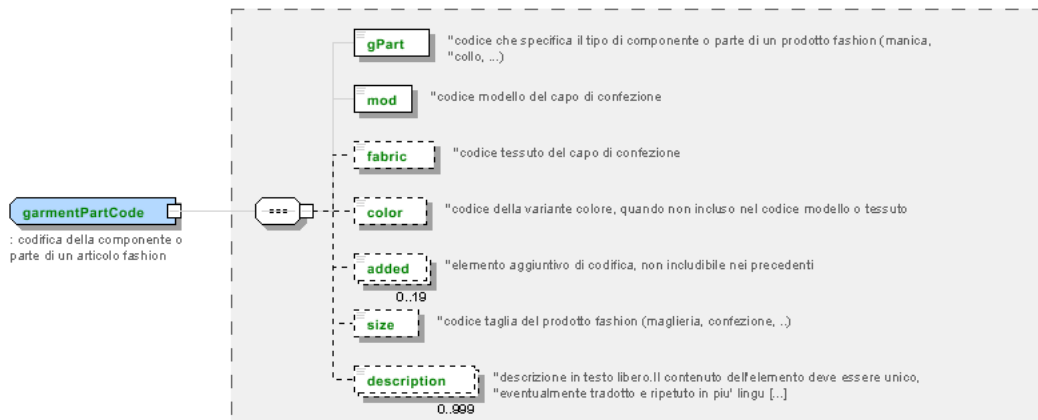 gPart
"codice che specifica il tipo di componente o parte di un prodotto fashion (manica,
"collo, ...)
mod
"codice modello del capo di confezione
fabric
"codice tessuto del capo di confezione
garmentPartCode
: codifica della componente o
parte di un articolo fashion
color
"codice della variante colore, quando non incluso nel codice modello o tessuto
added
"elemento aggiuntivo di codifica, non includibile nei precedenti
0..19
size
"codice taglia del prodotto fashion (maglieria, confezione, ..)
description
"descrizione in testo libero.Il contenuto dell'elemento deve essere unico,
"eventualmente tradotto e ripetuto in piu' lingu [...]
0..999